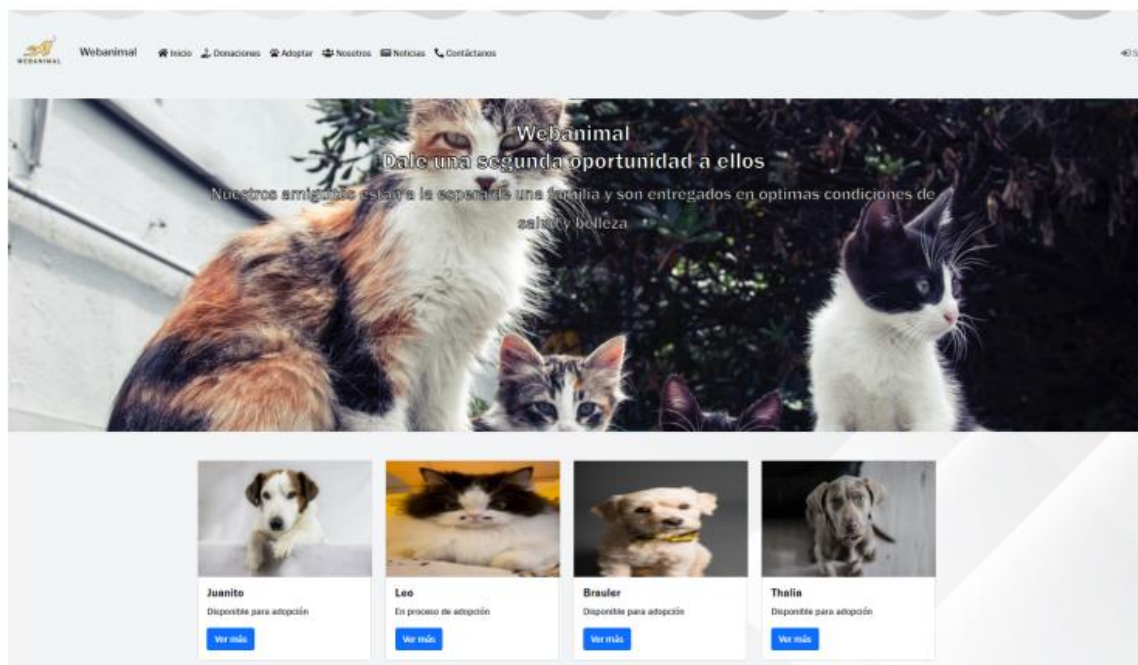 WEBANIMAL
Webanimal
Inicio
Donaciones
Adoptar
Nosotros
Noticias
Contáctanos
Webanimal
Dale una segunda oportunidad a ellos
Nuestros amiguitos están a la espera de una familia y son entregados en optimas condiciones de
salud y belleza
Juanito
Disponible para adopción
Ver más
Leo
En proceso de adopción
Ver más
Brauler
Disponible para adopción
Ver más
Thalia
Disponible para adopción
Ver más